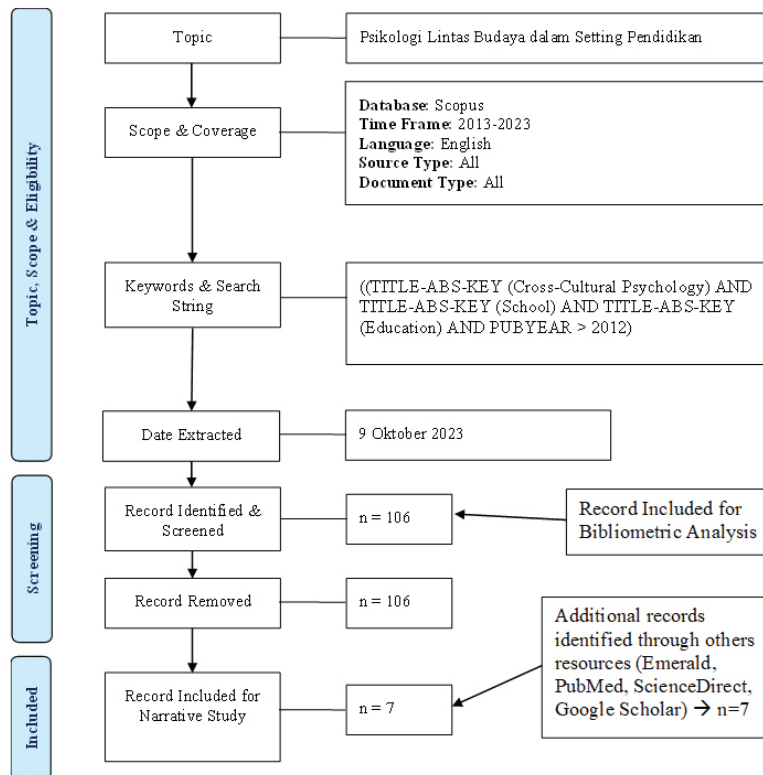 Topic, Scope & Eligibility
Topic
Psikologi Lintas Budaya dalam Setting Pendidikan
Scope & Coverage
Database: Scopus
Time Frame: 2013-2023
Language: English
Source Type: All
Document Type: All
Keywords & Search
String
((TITLE-ABS-KEY (Cross-Cultural Psychology) AND
TITLE-ABS-KEY (School) AND TITLE-ABS-KEY
(Education) AND PUBYEAR > 2012)
Date Extracted
9 Oktober 2023
Screening
Record Identified &
Screened
n = 106
Record Included for
Bibliometric Analysis
Record Removed
n = 106
Included
Record Included for
Narrative Study
n = 7
Additional records
identified through others
resources (Emerald,
PubMed, ScienceDirect,
Google Scholar) → n=7